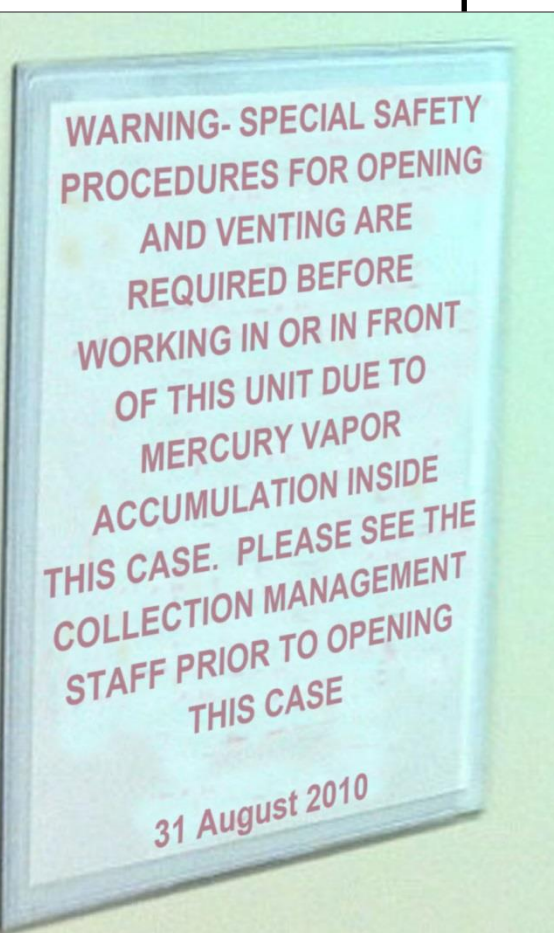 WARNING- SPECIAL SAFETY
PROCEDURES FOR OPENING
AND VENTING ARE
REQUIRED BEFORE
WORKING IN OR IN FRONT
OF THIS UNIT DUE TO
MERCURY VAPOR
ACCUMULATION INSIDE
THIS CASE.  PLEASE SEE THE
COLLECTION MANAGEMENT
STAFF PRIOR TO OPENING
THIS CASE
31 August 2010